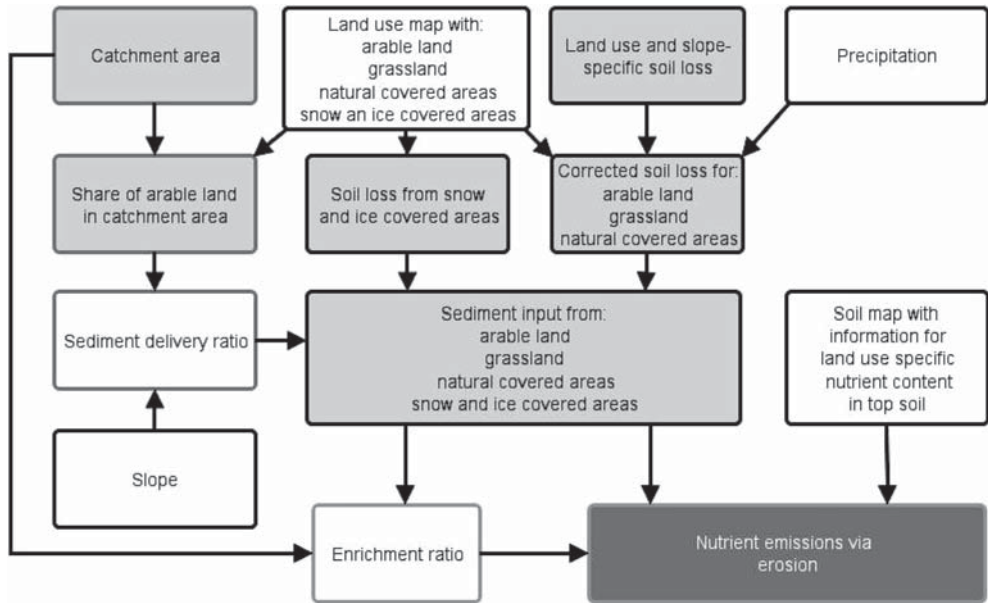 Catchment area
Land use map with:
arable land
grassland
natural covered areas
snow an ice covered areas
Land use and slope-
specific soil loss
Precipitation
Share of arable land
in catchment area
Soil loss from snow
and ice covered areas
Corrected soil loss for:
arable land
grassland
natural covered areas
Sediment delivery ratio
Sediment input from:
arable land
grassland
natural covered areas
snow and ice covered areas
Soil map with
information for
land use specific
nutrient content
in top soil
Slope
Enrichment ratio
Nutrient emissions via
erosion